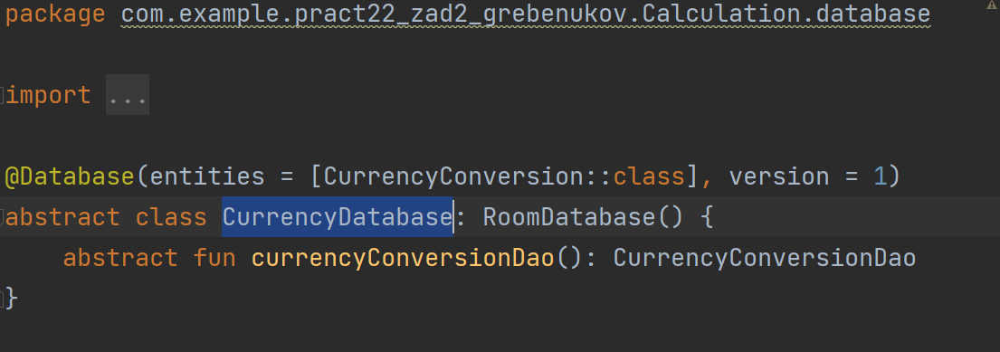 package com.example.pract22_zad2_grebenukov.Calculation.database
import ...
@Database(entities = [CurrencyConversion::class], version = 1)
abstract class CurrencyDatabase: RoomDatabase() {
abstract fun currencyConversionDao(): CurrencyConversionDao
}